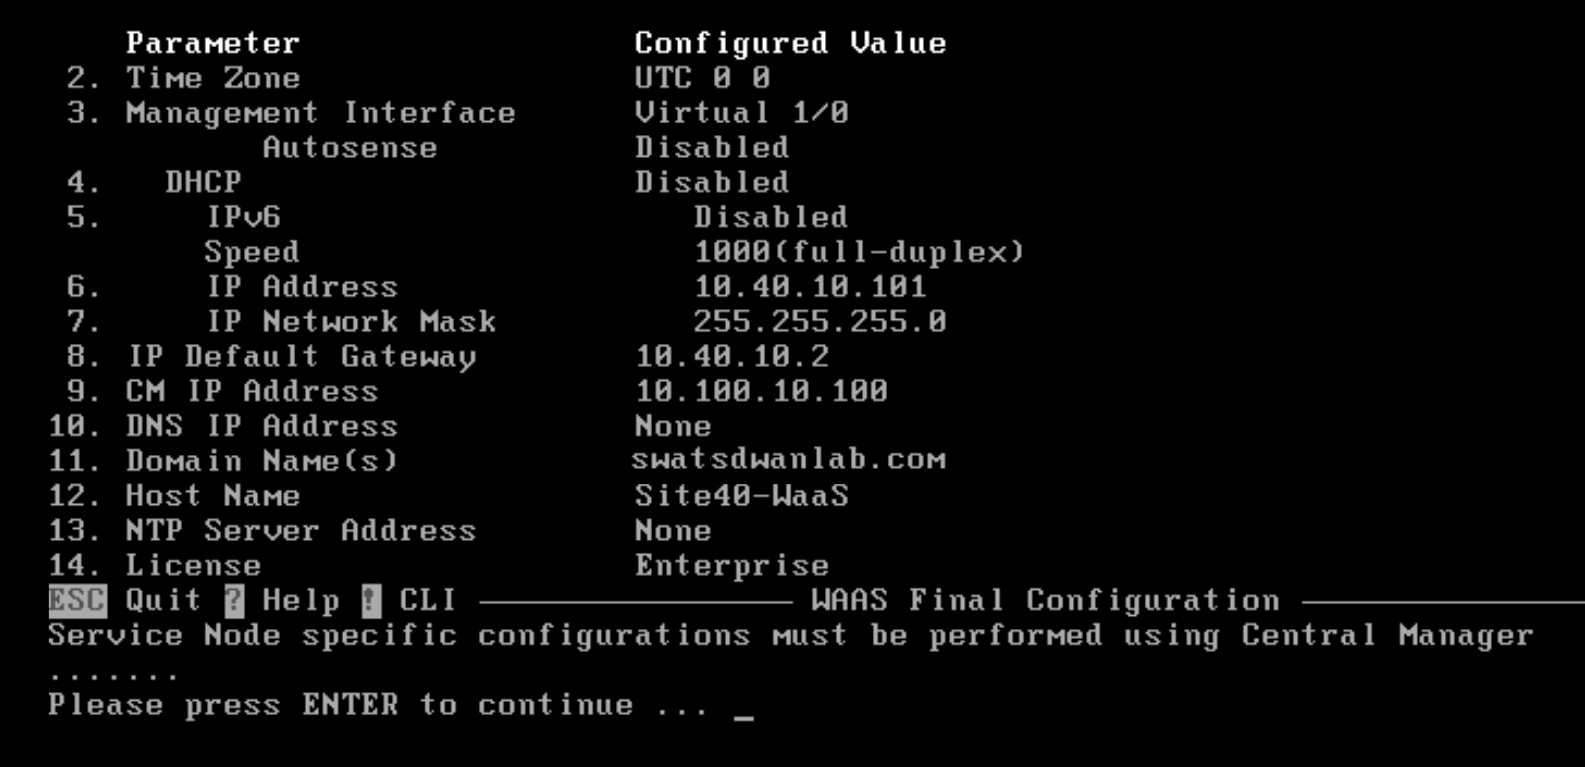 Parameter Configured Value
2. Time Zone UTC 0 0
3. Management Interface Virtual 1/0
Autosense Disabled
4. DHCP Disabled
5. IPv6 Disabled
Speed 1000(full-duplex)
6. IP Address 10.40.10.101
7. IP Network Mask 255.255.255.0
8. IP Default Gateway 10.40.10.2
9. CM IP Address 10.100.10.100
10. DNS IP Address None
11. Domain Name(s) swatsdwanlab.com
12. Host Name Site40-WaaS
13. NTP Server Address None
14. License Enterprise
ESC Quit ? Help ! CLI ──────────────── WAAS Final Configuration ───────────────
Service Node specific configurations must be performed using Central Manager
.......
Please press ENTER to continue ... _